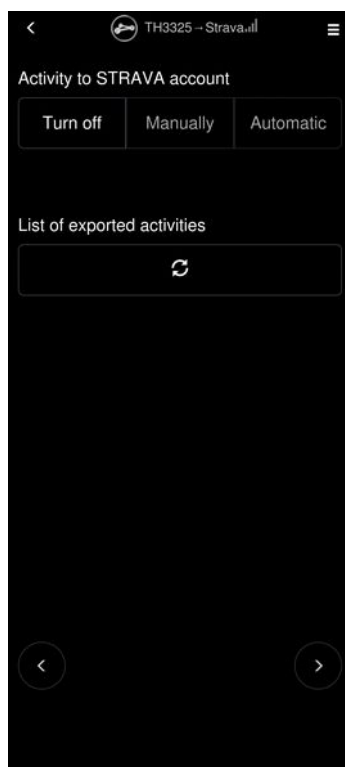 TH3325→Strava
Activity to STRAVA account
Turn off Manually Automatic
List of exported activities